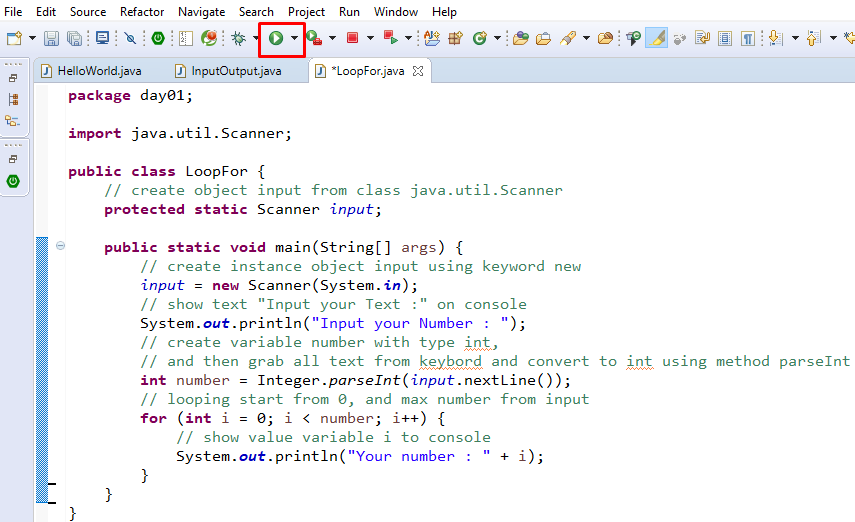 File Edit Source Refactor Navigate Search Project Run Window Help
HelloWorld.java InputOutput.java *LoopFor.java
package day01;
import java.util.Scanner;
public class LoopFor {
// create object input from class java.util.Scanner
protected static Scanner input;
public static void main(String[] args) {
// create instance object input using keyword new
input = new Scanner(System.in);
// show text "Input your Text :" on console
System.out.println("Input your Number : ");
// create variable number with type int,
// and then grab all text from keybord and convert to int using method parseInt
int number = Integer.parseInt(input.nextLine());
// looping start from 0, and max number from input
for (int i = 0; i < number; i++) {
// show value variable i to console
System.out.println("Your number : " + i);
}
}
}